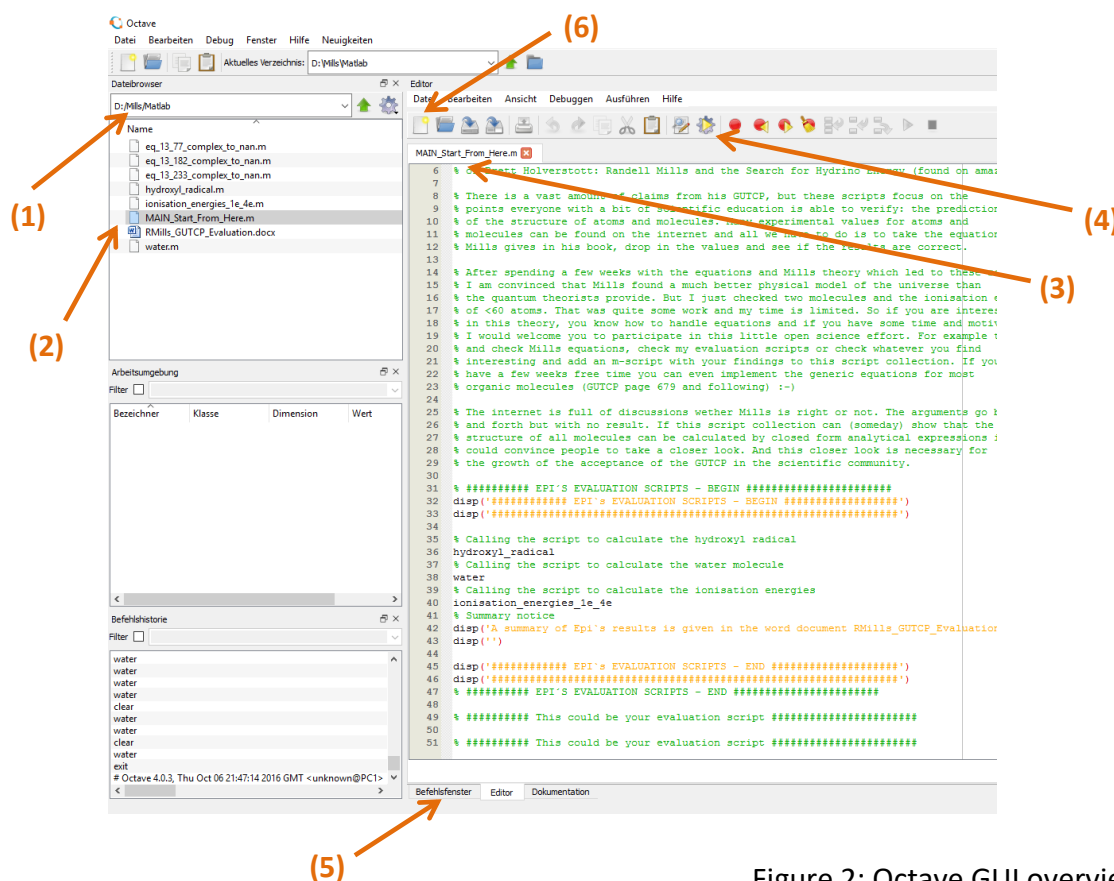 Octave
Datei Bearbeiten Debug Fenster Hilfe Neuigkeiten
Aktuelles Verzeichnis: D:\Mills\Matlab
(6)
Dateibrowser
D:/Mills/Matlab
Name
eq_13_77_complex_to_nan.m
eq_13_182_complex_to_nan.m
eq_13_233_complex_to_nan.m
hydroxyl_radical.m
ionisation_energies_1e_4e.m
MAIN_Start_From_Here.m
RMills_GUTCP_Evaluation.docx
water.m
(1)
(2)
Arbeitsumgebung
Filter
Bezeichner Klasse Dimension Wert
Befehlshistorie
Filter
water
water
water
water
clear
water
water
clear
water
exit
# Octave 4.0.3, Thu Oct 06 21:47:14 2016 GMT <unknown@PC1>
Editor
Datei Bearbeiten Ansicht Debuggen Ausführen Hilfe
MAIN_Start_From_Here.m
6 % Brett Holverstott: Randell Mills and the Search for Hydrino Energy (found on amaz
7
8 % There is a vast amount of claims from his GUTCP, but these scripts focus on the
9 % points everyone with a bit of scientific education is able to verify: the prediction
10 % of the structure of atoms and molecules. Many experimental values for atoms and
11 % molecules can be found on the internet and all we have to do is to take the equation
12 % Mills gives in his book, drop in the values and see if the results are correct.
13
14 % After spending a few weeks with the equations and Mills theory which led to these
15 % I am convinced that Mills found a much better physical model of the universe than
16 % the quantum theorists provide. But I just checked two molecules and the ionisation e
17 % of <60 atoms. That was quite some work and my time is limited. So if you are interes
18 % in this theory, you know how to handle equations and if you have some time and motiv
19 % I would welcome you to participate in this little open science effort. For example t
20 % and check Mills equations, check my evaluation scripts or check whatever you find
21 % interesting and add an m-script with your findings to this script collection. If you
22 % have a few weeks free time you can even implement the generic equations for most
23 % organic molecules (GUTCP page 679 and following) :-)
24
25 % The internet is full of discussions wether Mills is right or not. The arguments go b
26 % and forth but with no result. If this script collection can (someday) show that the
27 % structure of all molecules can be calculated by closed form analytical expressions i
28 % could convince people to take a closer look. And this closer look is necessary for
29 % the growth of the acceptance of the GUTCP in the scientific community.
30
31 % ########## EPI´S EVALUATION SCRIPTS - BEGIN #######################
32 disp('############ EPI's EVALUATION SCRIPTS - BEGIN ##################')
33 disp('################################################################')
34
35 % Calling the script to calculate the hydroxyl radical
36 hydroxyl_radical
37 % Calling the script to calculate the water molecule
38 water
39 % Calling the script to calculate the ionisation energies
40 ionisation_energies_1e_4e
41 % Summary notice
42 disp('A summary of Epi's results is given in the word document RMills_GUTCP_Evaluation
43 disp('')
44
45 disp('############ EPI's EVALUATION SCRIPTS - END ####################')
46 disp('################################################################')
47 % ########## EPI´S EVALUATION SCRIPTS - END #######################
48
49 % ########## This could be your evaluation script #######################
50
51 % ########## This could be your evaluation script #######################
(4)
(3)
Befehlsfenster Editor Dokumentation
(5)
Figure 2: Octave GUI overvie